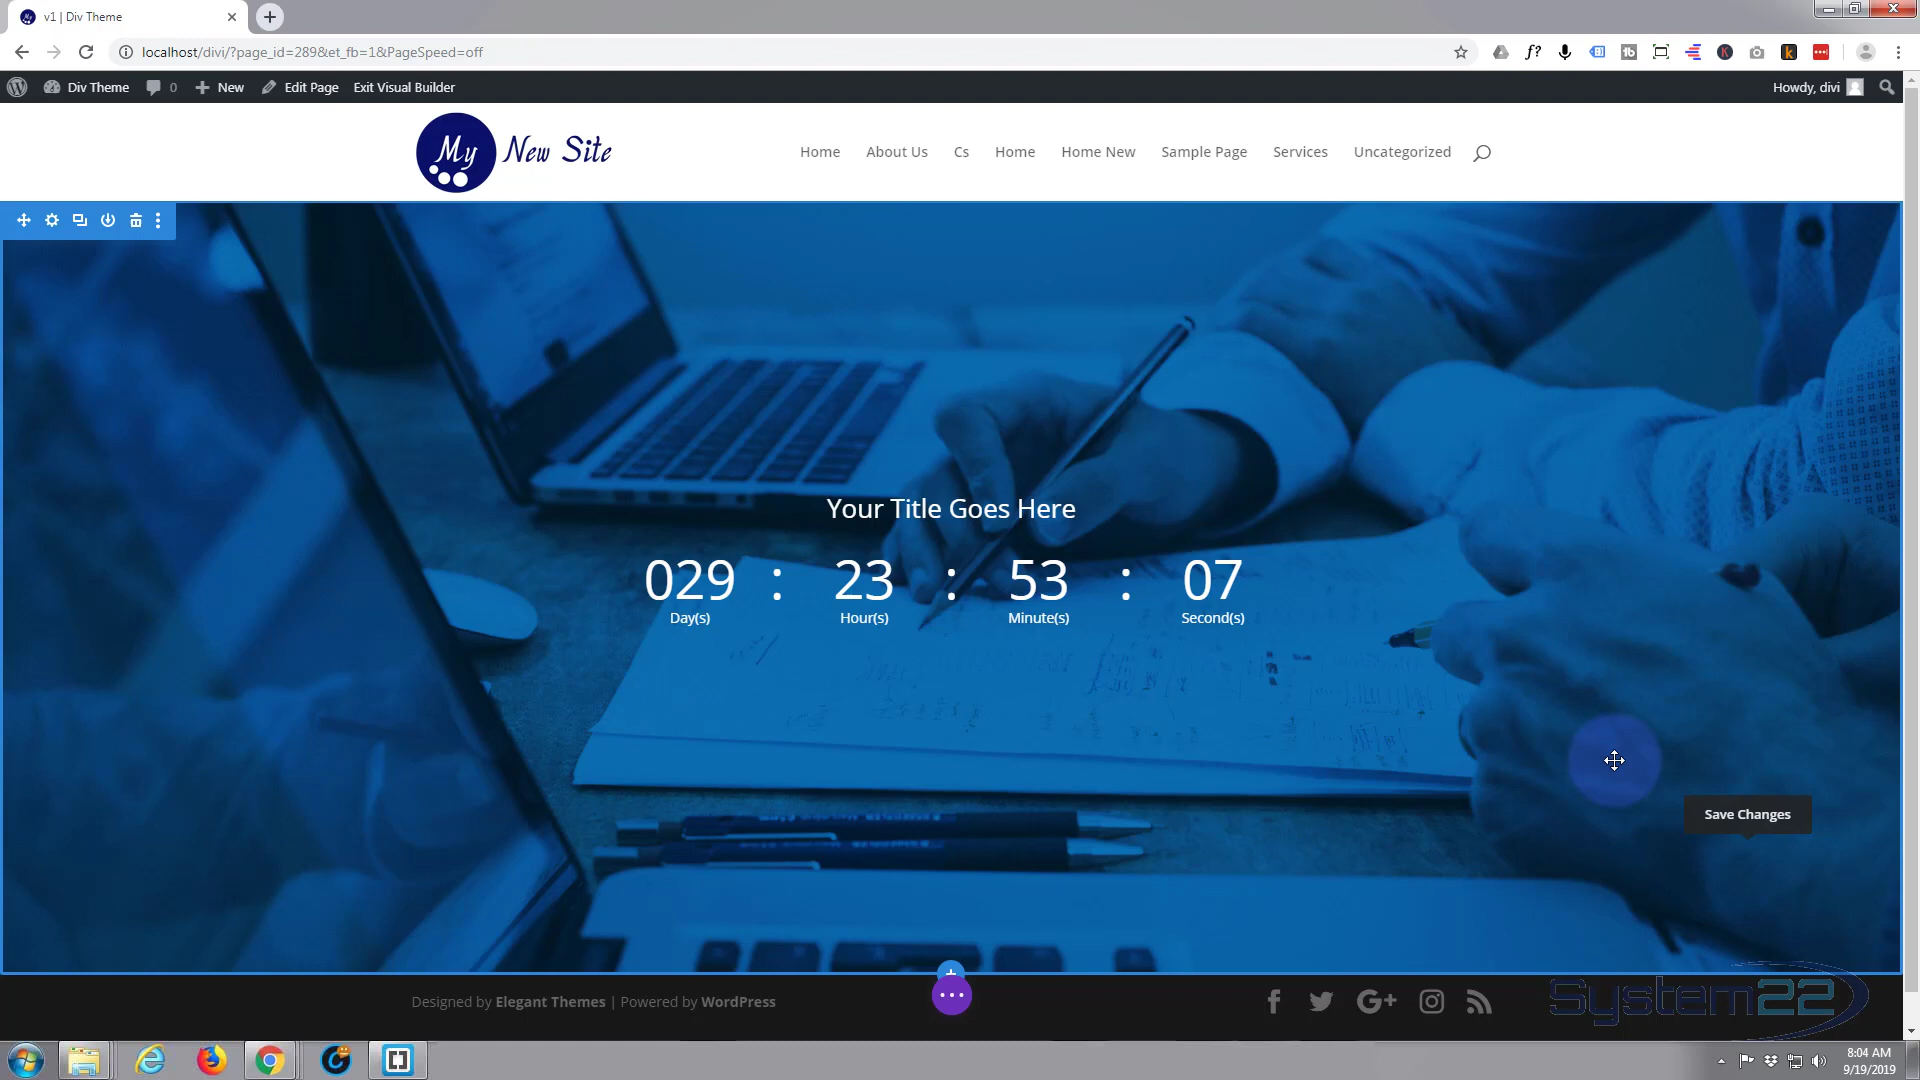 v1 | Div Theme
localhost/divi/?page_id=289&et_fb=1&PageSpeed=off
f?
Div Theme 0 New Edit Page Exit Visual Builder
Howdy, divi
My New Site
Home About Us Cs Home Home New Sample Page Services Uncategorized
Your Title Goes Here
029 : 23 : 53 : 07
Day(s) Hour(s) Minute(s) Second(s)
Save Changes
Designed by Elegant Themes | Powered by WordPress
System22
8:04 AM
9/19/2019